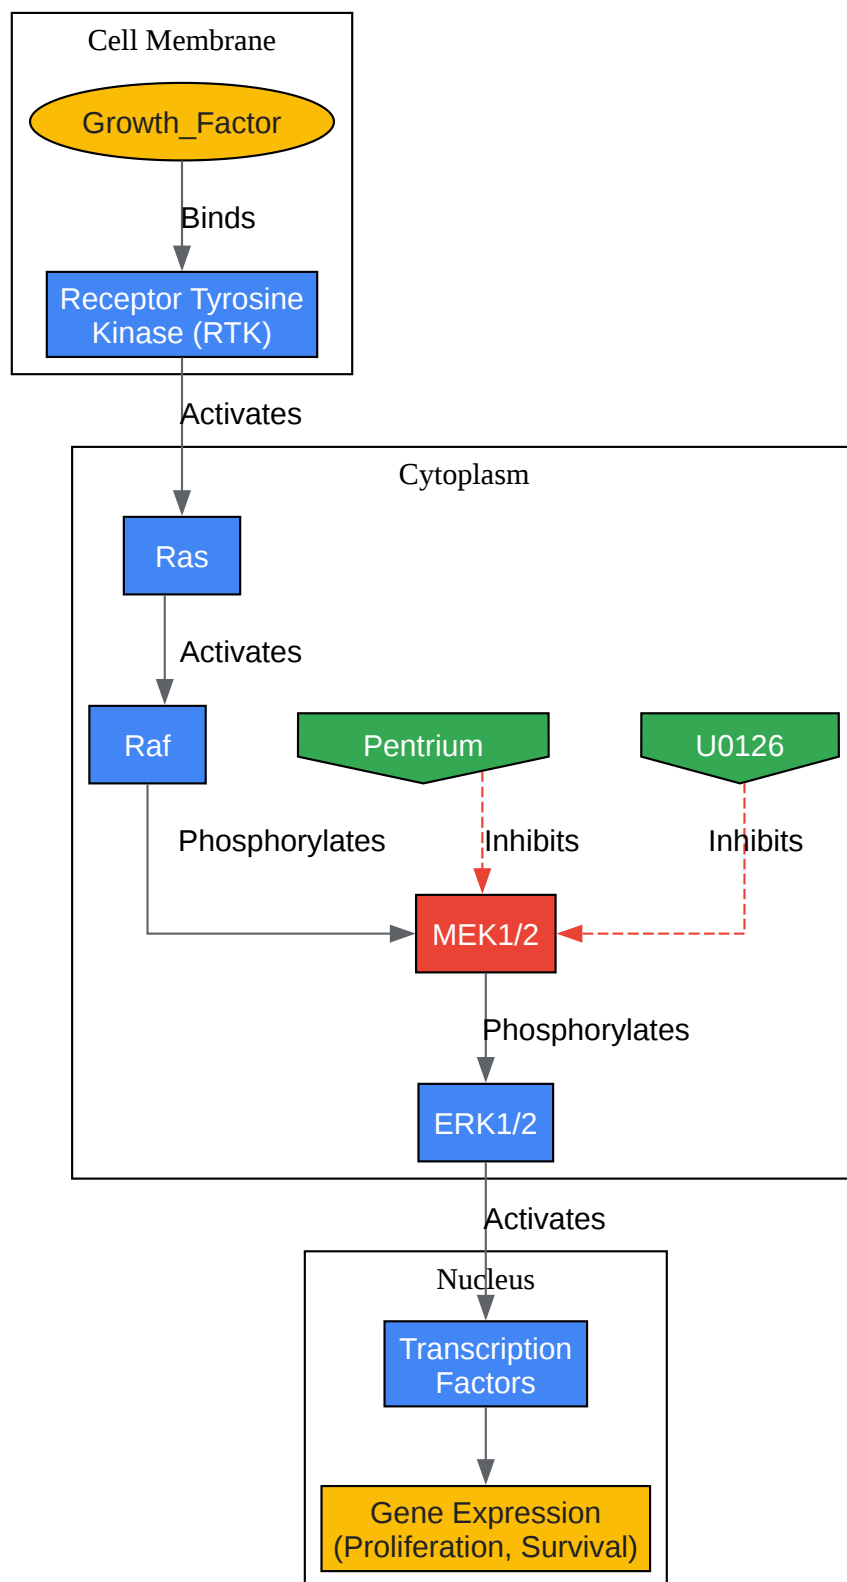 Cell Membrane
Growth_Factor
Binds
Receptor Tyrosine
Kinase (RTK)
Activates
Cytoplasm
Ras
Activates
Raf
Pentrium
U0126
Phosphorylates
Inhibits
Inhibits
MEK1/2
Phosphorylates
ERK1/2
Activates
Nucleus
Transcription
Factors
Gene Expression
(Proliferation, Survival)